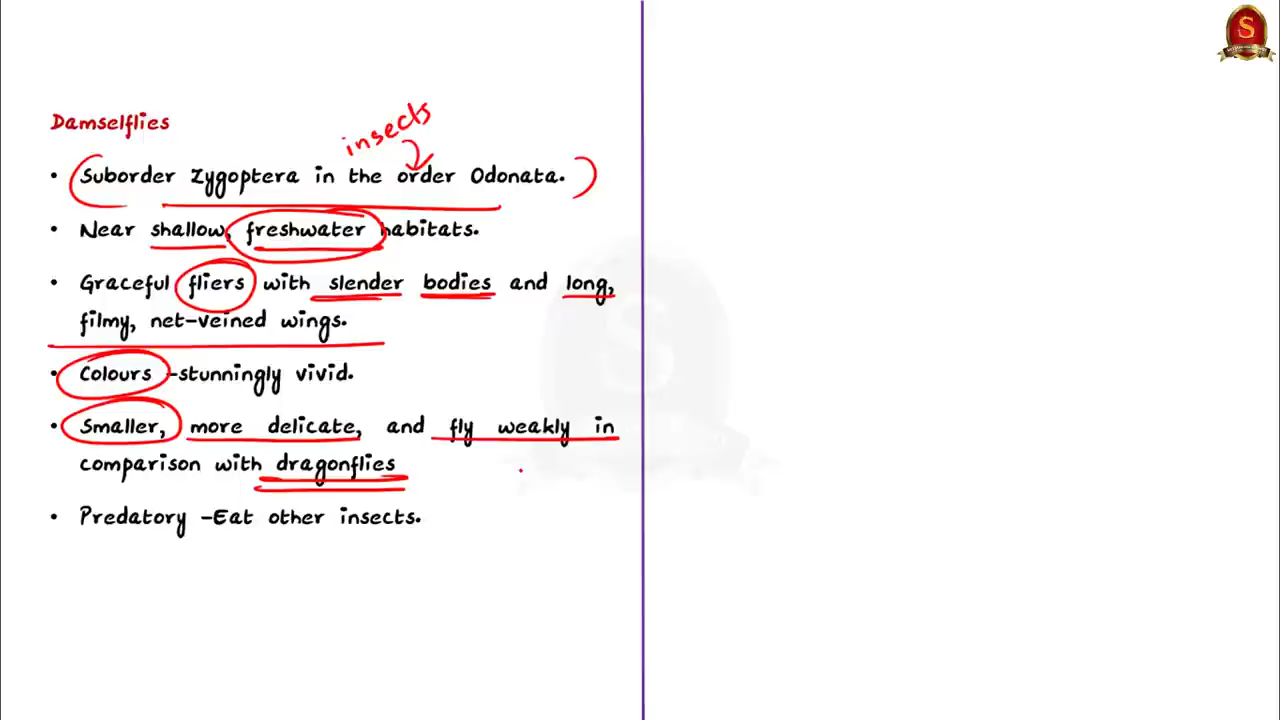 Damselflies
insects
• Suborder Zygoptera in the order Odonata.
• Near shallow, freshwater habitats.
• Graceful fliers with slender bodies and long,
filmy, net-veined wings.
• Colours -stunningly vivid.
• Smaller, more delicate, and fly weakly in
comparison with dragonflies
• Predatory -Eat other insects.
S